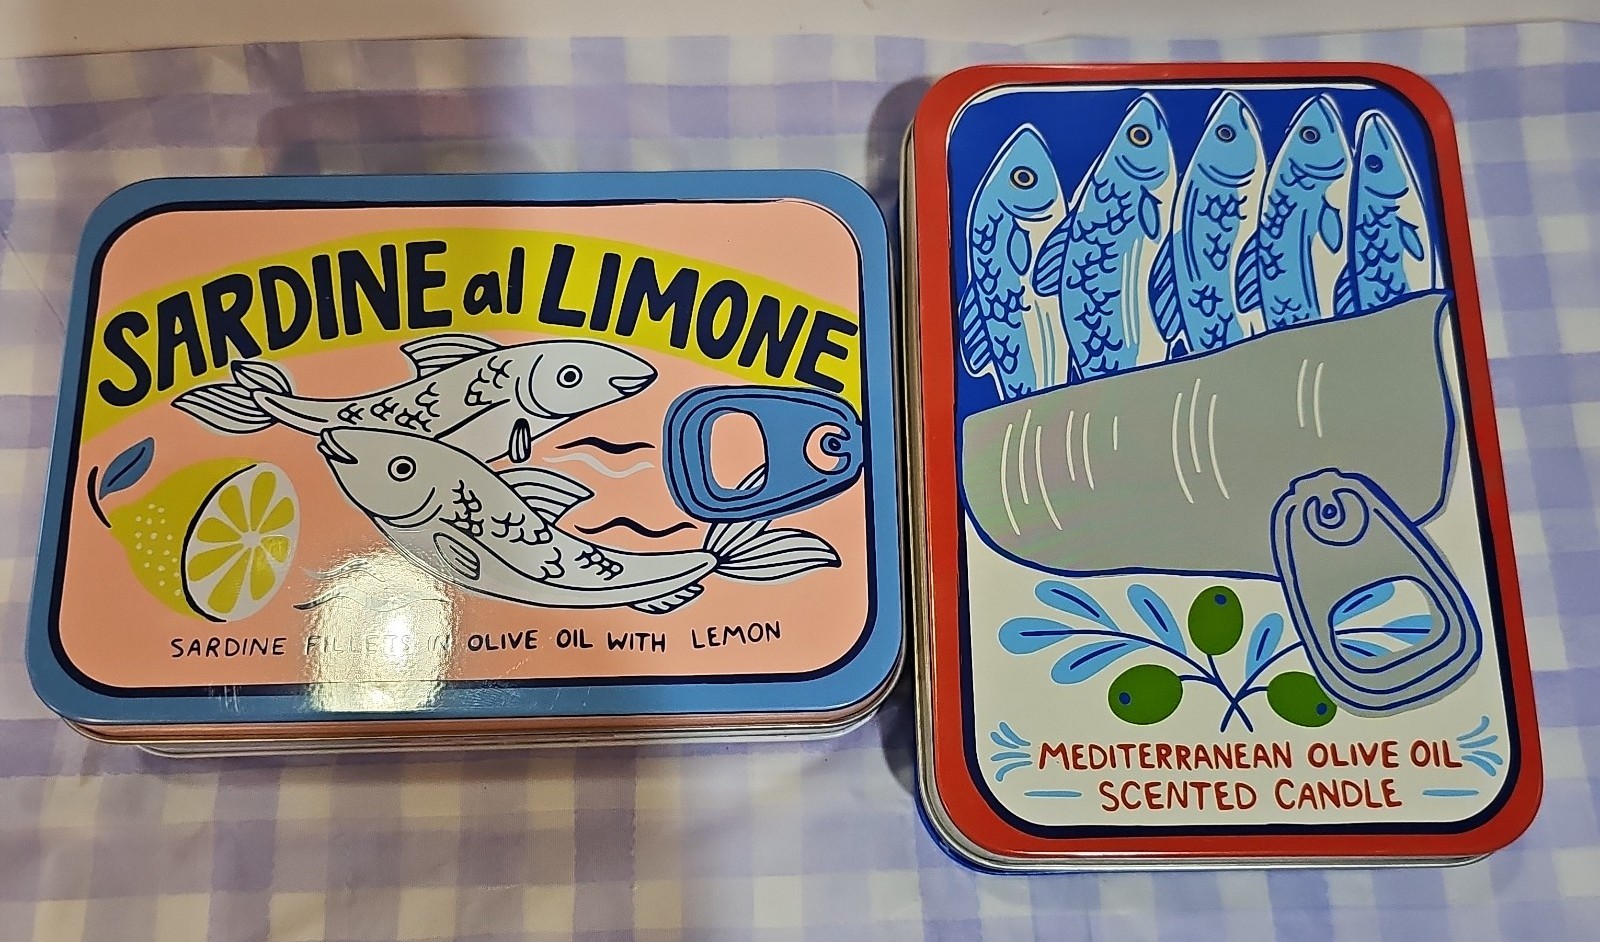 SARDINE al LIMONE
SARDINE FILLETS IN OLIVE OIL WITH LEMON
MEDITERRANEAN OLIVE OIL
SCENTED CANDLE